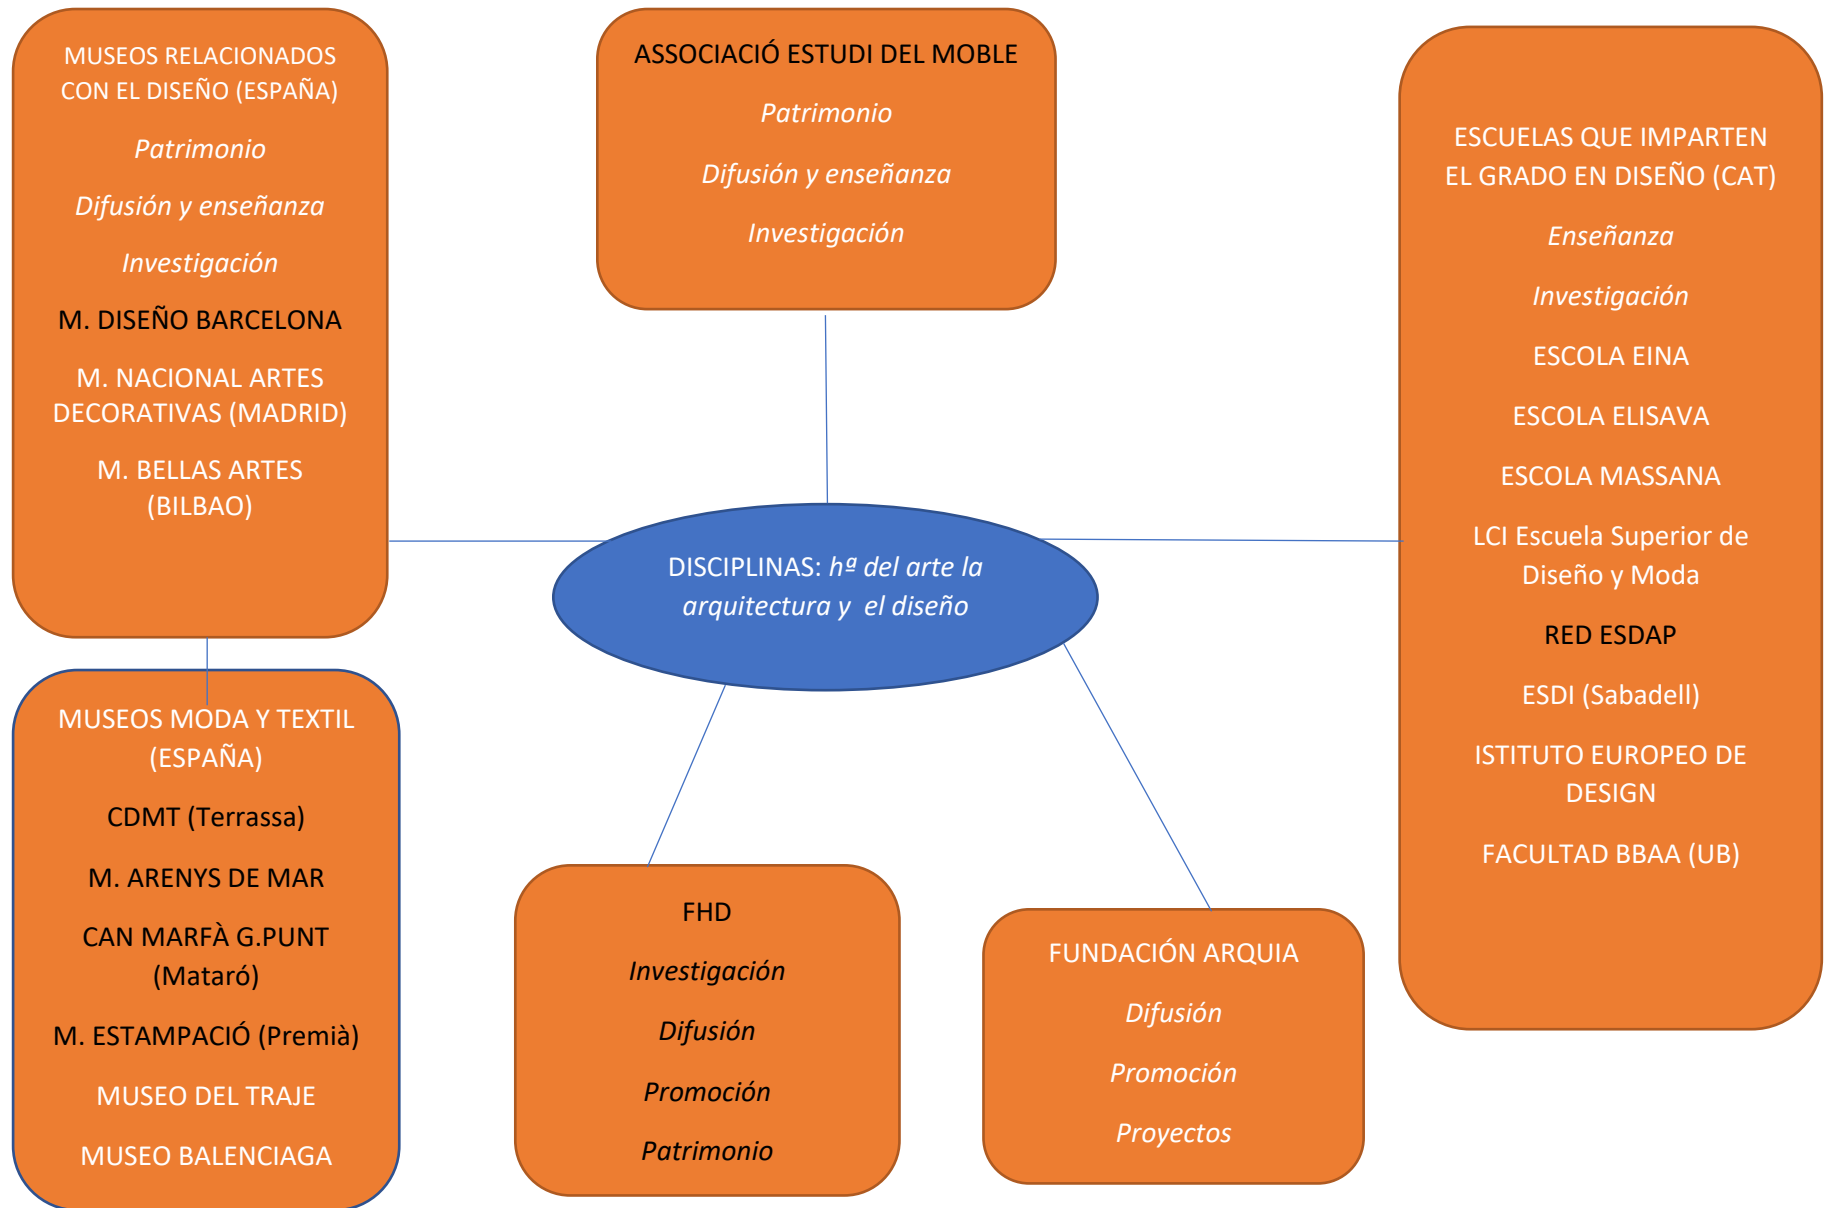 MUSEOS RELACIONADOS
CON EL DISEÑO (ESPAÑA)
Patrimonio
Difusión y enseñanza
Investigación
M. DISEÑO BARCELONA
M. NACIONAL ARTES
DECORATIVAS (MADRID)
M. BELLAS ARTES
(BILBAO)
ASSOCIACIÓ ESTUDI DEL MOBLE
Patrimonio
Difusión y enseñanza
Investigación
ESCUELAS QUE IMPARTEN
EL GRADO EN DISEÑO (CAT)
Enseñanza
Investigación
ESCOLA EINA
ESCOLA ELISAVA
ESCOLA MASSANA
LCI Escuela Superior de
Diseño y Moda
RED ESDAP
ESDI (Sabadell)
ISTITUTO EUROPEO DE
DESIGN
FACULTAD BBAA (UB)
DISCIPLINAS: hª del arte la
arquitectura y  el diseño
MUSEOS MODA Y TEXTIL
(ESPAÑA)
CDMT (Terrassa)
M. ARENYS DE MAR
CAN MARFÀ G.PUNT
(Mataró)
M. ESTAMPACIÓ (Premià)
MUSEO DEL TRAJE
MUSEO BALENCIAGA
FHD
Investigación
Difusión
Promoción
Patrimonio
FUNDACIÓN ARQUIA
Difusión
Promoción
Proyectos